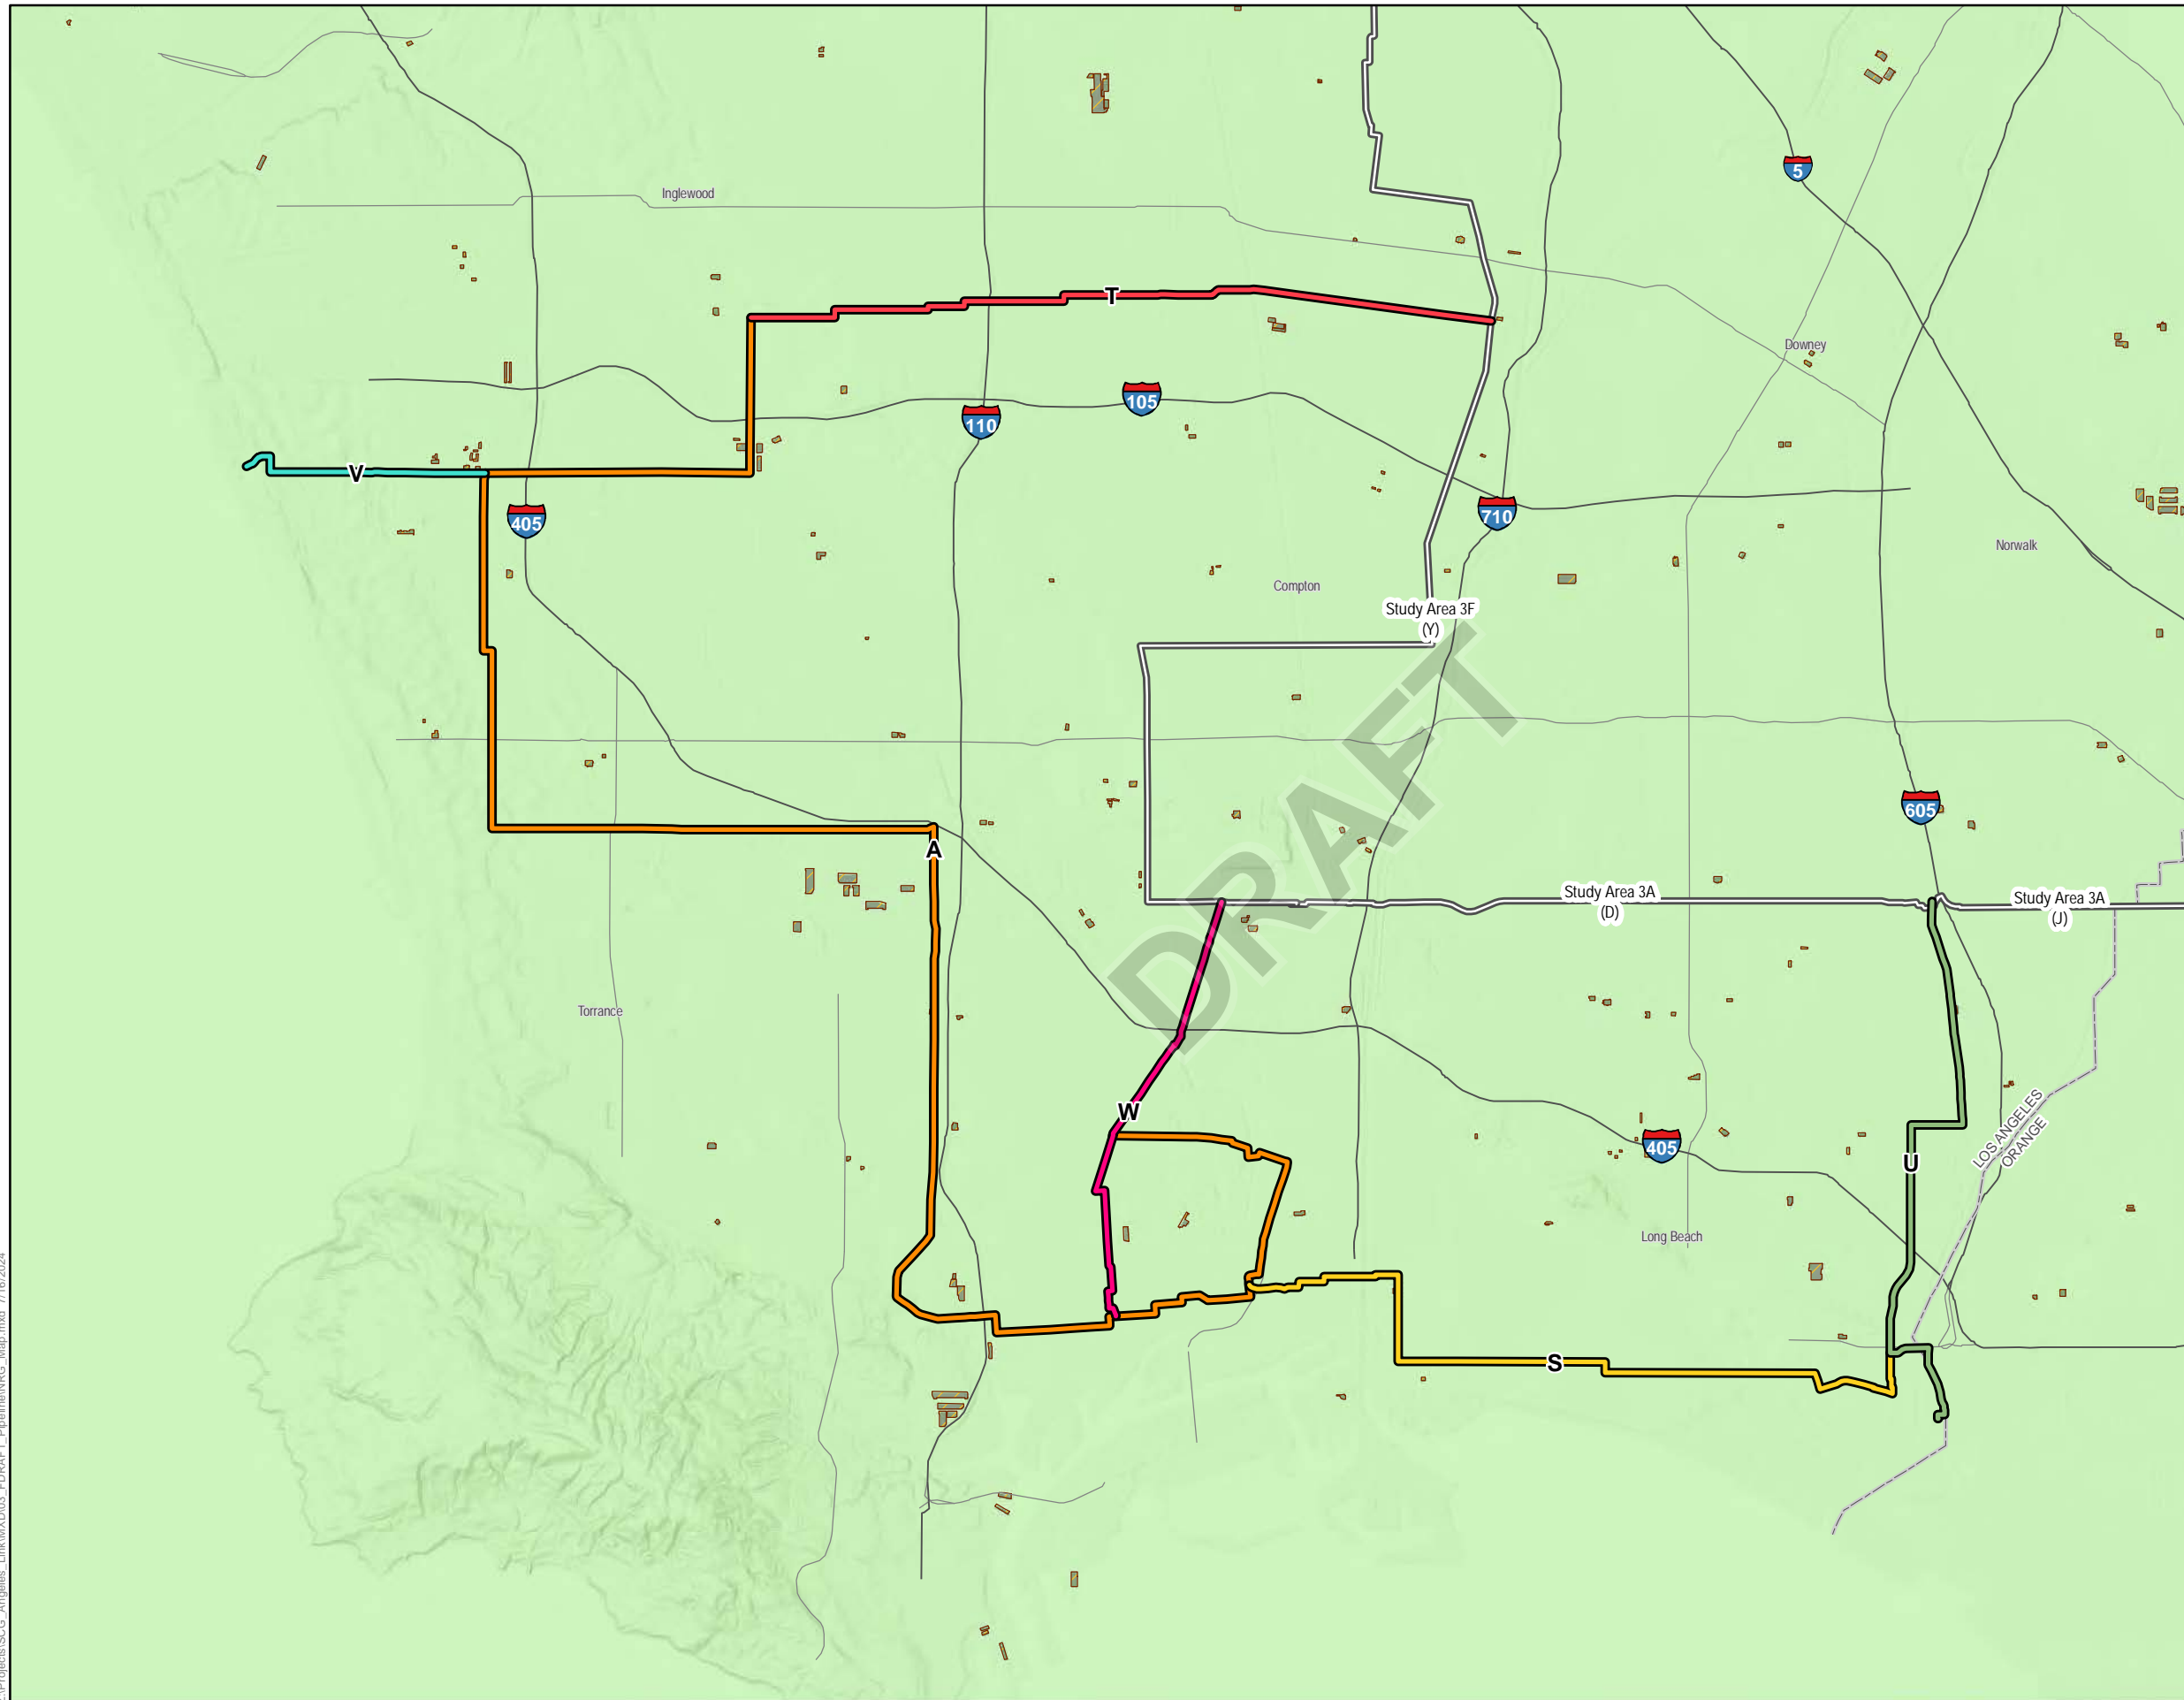 5
Inglewood
T
Downey
105
110
V
405
710
Norwalk
Compton
Study Area 3F
(Y)
DRAFT
605
A
Study Area 3A
(D)
Study Area 3A
(J)
Torrance
W
405
LOS ANGELES
ORANGE
U
Long Beach
S